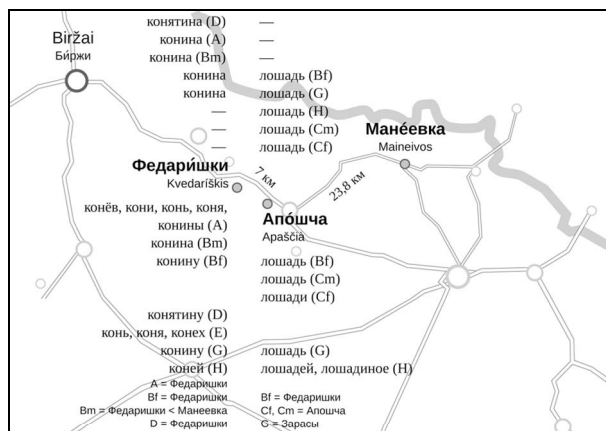 конятина (D) —
конина (A) —
конина (Bm) —
конина лошадь (Bf)
конина лошадь (G)
— лошадь (H)
— лошадь (Cm)
— лошадь (Cf)
Biržai
Би́ржи
Мане́евка
Maineivos
Федари́шки
Kvedaríškis
7 км
23,8 км
Апо́шча
Apaščià
конёв, кони, конь, коня,
конины (A)
конина (Bm)
конину (Bf) лошадь (Bf)
лошадь (Cm)
лошади (Cf)
конятину (D)
конь, коня, конех (E)
конину (G) лошадь (G)
коней (H) лошадей, лошадиное (H)
A = Федаришки
Bf = Федаришки Bf = Федаришки
Bm = Федаришки < Манеевка Cf, Cm = Апошча
D = Федаришки G = Зарасы